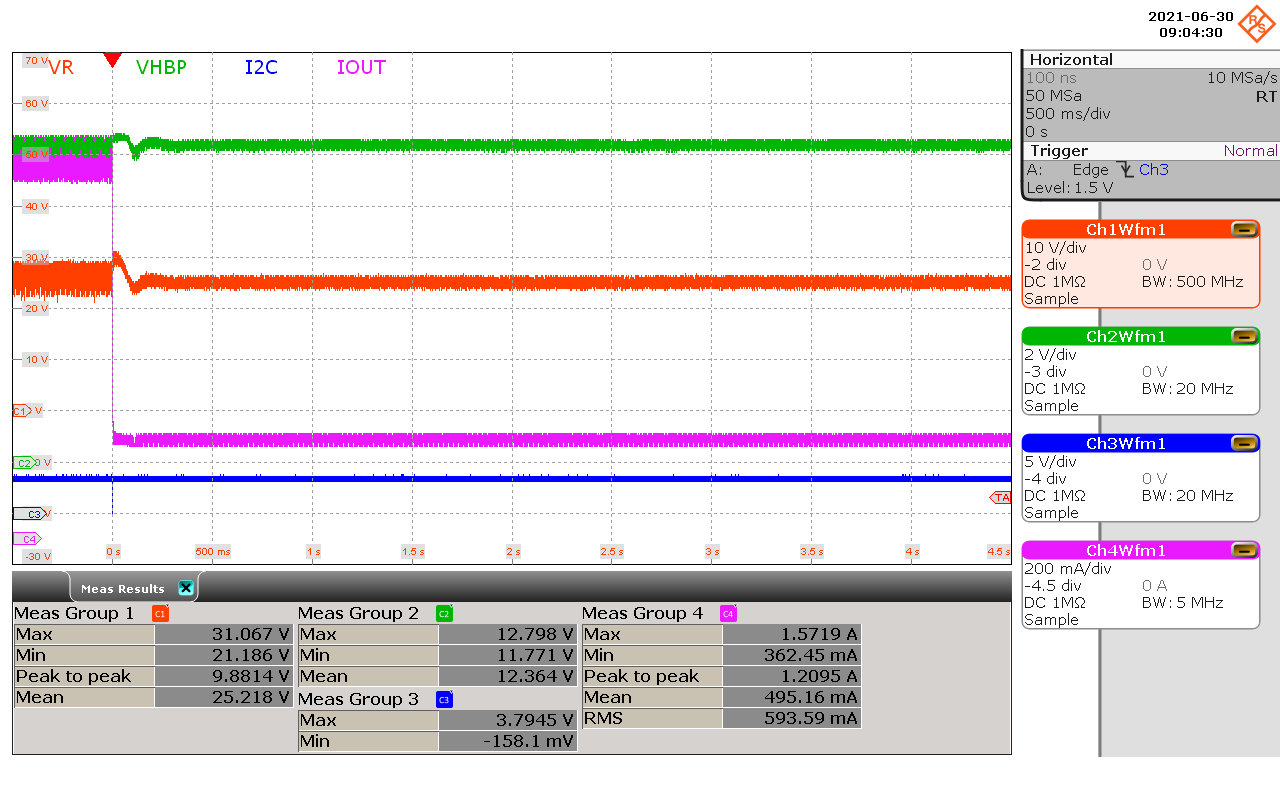 2021-06-30
09:04:30
R S
70 V
VR
VHBP
I2C
IOUT
60 V
50 V
40 V
30 V
20 V
10 V
C1 V
C2 0 V
C3 V
TA
C4
-30 V
0 s
500 ms
1 s
1.5 s
2 s
2.5 s
3 s
3.5 s
4 s
4.5 s
Horizontal
100 ns 10 MSa/s
50 MSa RT
500 ms/div
0 s
Trigger Normal
A: Edge Ch3
Level: 1.5 V
Ch1Wfm1
10 V/div
-2 div 0 V
DC 1MΩ BW: 500 MHz
Sample
Ch2Wfm1
2 V/div
-3 div 0 V
DC 1MΩ BW: 20 MHz
Sample
Ch3Wfm1
5 V/div
-4 div 0 V
DC 1MΩ BW: 20 MHz
Sample
Ch4Wfm1
200 mA/div
-4.5 div 0 A
DC 1MΩ BW: 5 MHz
Sample
Meas Results
Meas Group 1 C1
Max 31.067 V
Min 21.186 V
Peak to peak 9.8814 V
Mean 25.218 V
Meas Group 2 C2
Max 12.798 V
Min 11.771 V
Mean 12.364 V
Meas Group 3 C3
Max 3.7945 V
Min -158.1 mV
Meas Group 4 C4
Max 1.5719 A
Min 362.45 mA
Peak to peak 1.2095 A
Mean 495.16 mA
RMS 593.59 mA